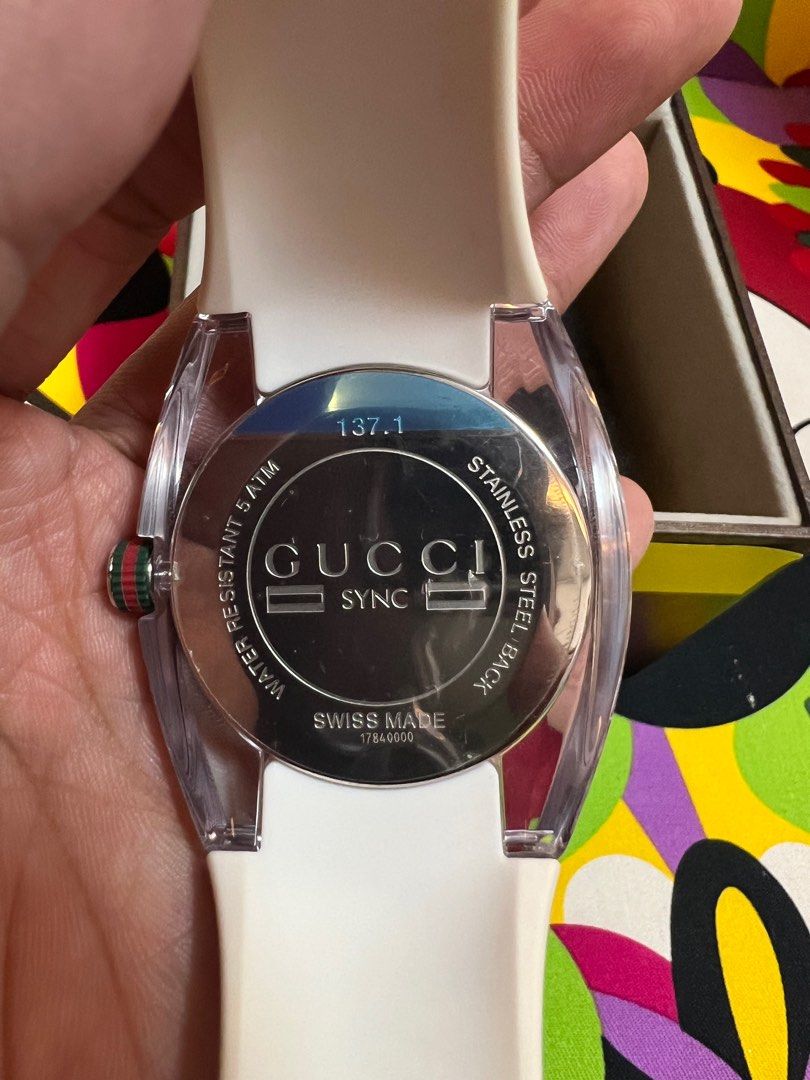 137.1
WATER RESISTANT 5 ATM
STAINLESS STEEL BACK
GUCCI
SYNC
SWISS MADE
17840000